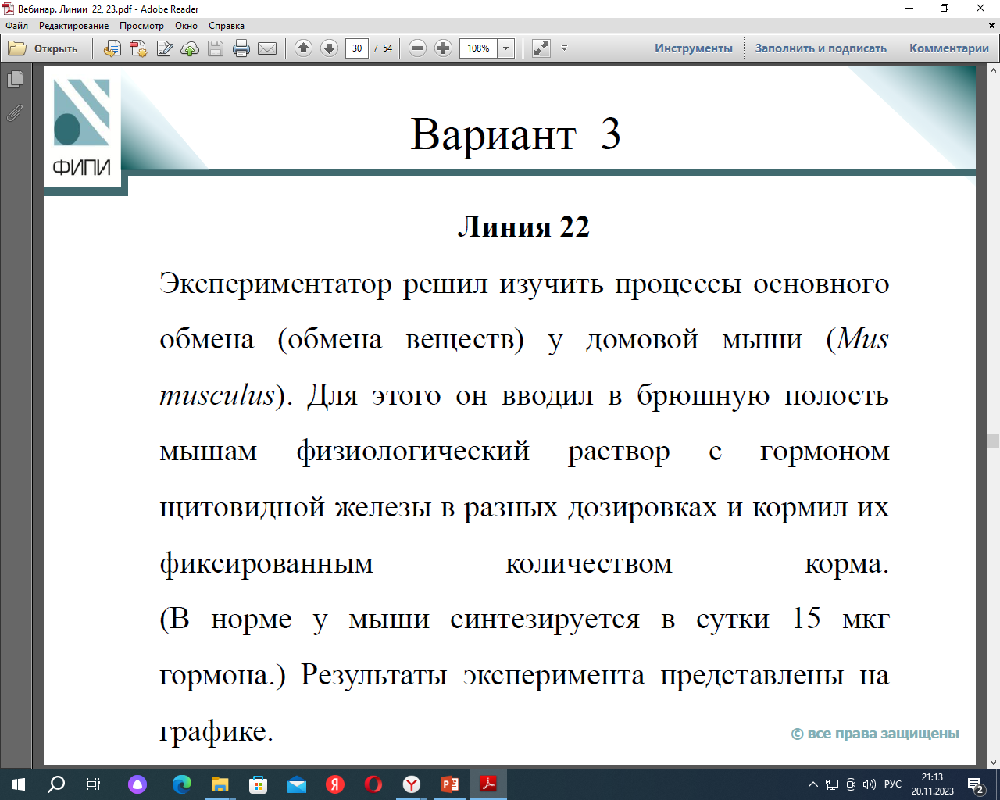 Вебинар. Линии 22, 23.pdf - Adobe Reader
Файл Редактирование Просмотр Окно Справка
Открыть 30 / 54 108% Инструменты Заполнить и подписать Комментарии
ФИПИ
Вариант 3
Линия 22
Экспериментатор решил изучить процессы основного
обмена (обмена веществ) у домовой мыши (Mus
musculus). Для этого он вводил в брюшную полость
мышам физиологический раствор с гормоном
щитовидной железы в разных дозировках и кормил их
фиксированным количеством корма.
(В норме у мыши синтезируется в сутки 15 мкг
гормона.) Результаты эксперимента представлены на
графике.
© все права защищены
РУС
21:13
20.11.2023
2